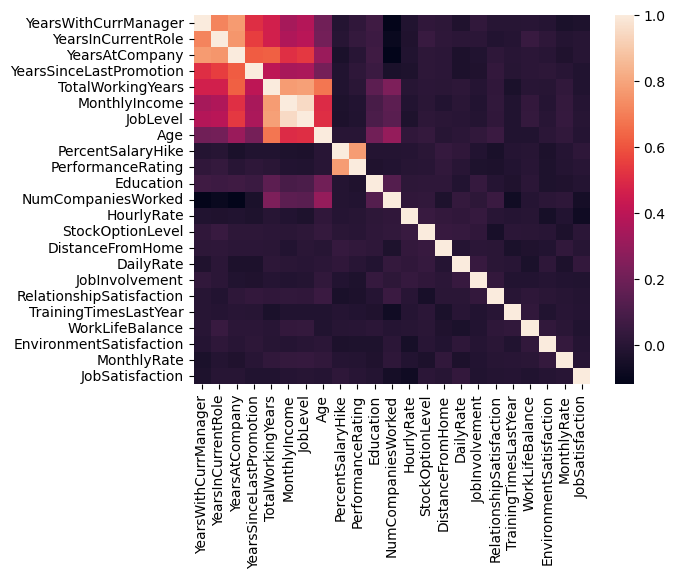 YearsWithCurrManager
YearsInCurrentRole
YearsAtCompany
YearsSinceLastPromotion
TotalWorkingYears
MonthlyIncome
JobLevel
Age
PercentSalaryHike
PerformanceRating
Education
NumCompaniesWorked
HourlyRate
StockOptionLevel
DistanceFromHome
DailyRate
JobInvolvement
RelationshipSatisfaction
TrainingTimesLastYear
WorkLifeBalance
EnvironmentSatisfaction
MonthlyRate
JobSatisfaction
YearsWithCurrManager
YearsInCurrentRole
YearsAtCompany
YearsSinceLastPromotion
TotalWorkingYears
MonthlyIncome
JobLevel
Age
PercentSalaryHike
PerformanceRating
Education
NumCompaniesWorked
HourlyRate
StockOptionLevel
DistanceFromHome
DailyRate
JobInvolvement
RelationshipSatisfaction
TrainingTimesLastYear
WorkLifeBalance
EnvironmentSatisfaction
MonthlyRate
JobSatisfaction
1.0
0.8
0.6
0.4
0.2
0.0